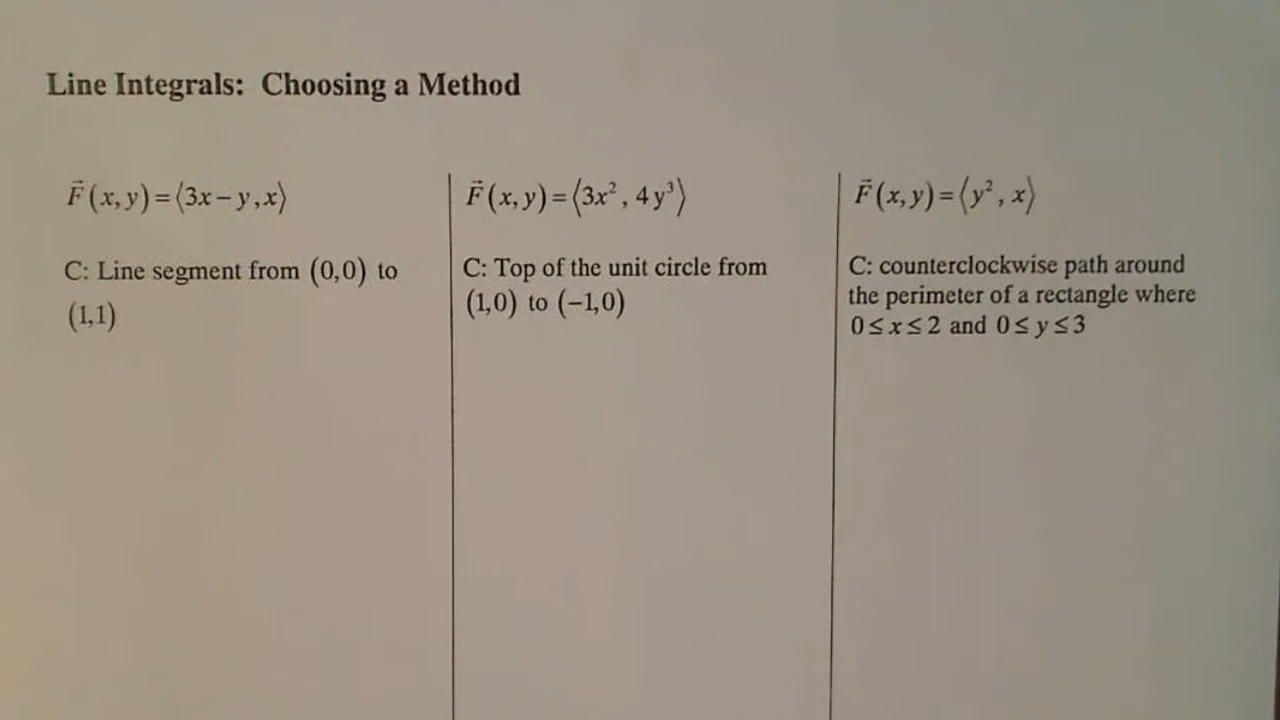 Line Integrals: Choosing a Method
F⃗(x,y)=⟨3x−y,x⟩
C: Line segment from (0,0) to
(1,1)
F⃗(x,y)=⟨3x²,4y³⟩
C: Top of the unit circle from
(1,0) to (−1,0)
F⃗(x,y)=⟨y²,x⟩
C: counterclockwise path around
the perimeter of a rectangle where
0≤x≤2 and 0≤y≤3